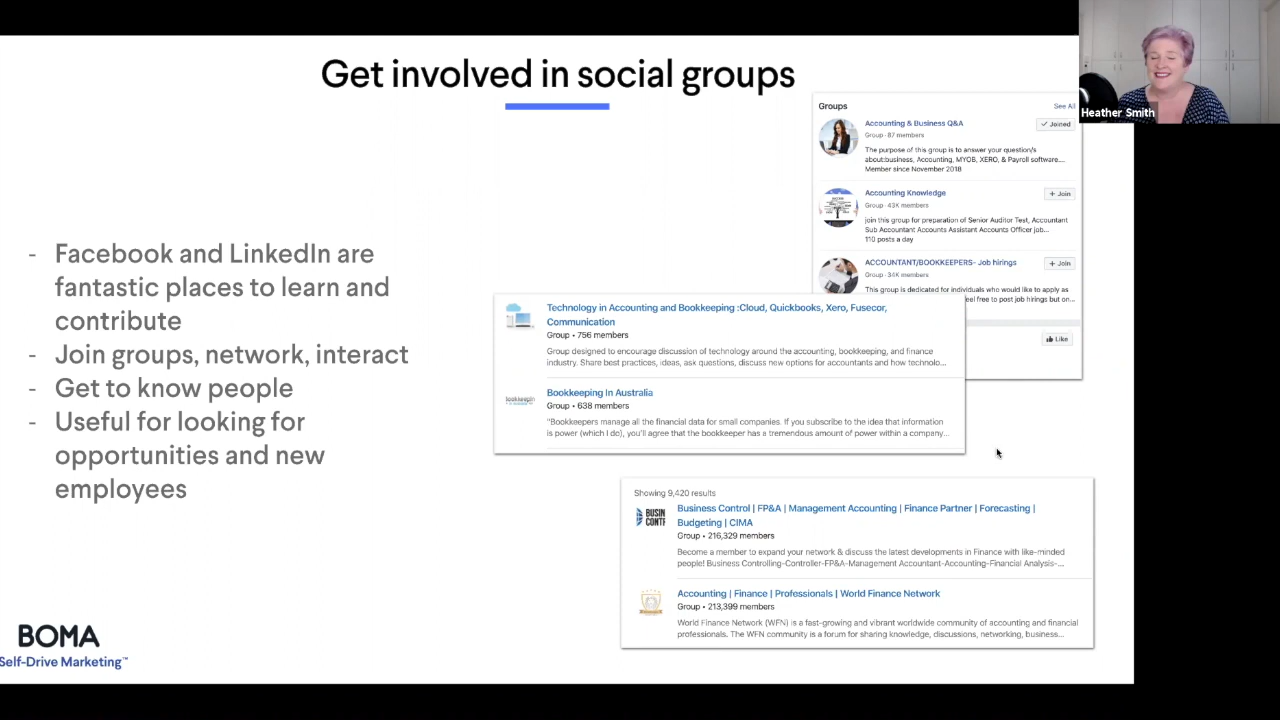 Get involved in social groups
Heather Smith
- Facebook and LinkedIn are
fantastic places to learn and
contribute
- Join groups, network, interact
- Get to know people
- Useful for looking for
opportunities and new
employees
Groups
See All
Accounting & Business Q&A
Joined
Group · 87 members
The purpose of this group is to answer your question/s
about:business, Accounting, MYOB, XERO, & Payroll software....
Member since November 2018
Accounting Knowledge
+ Join
Group · 43K members
join this group for preparation of Senior Auditor Test, Accountant
Sub Accountant Accounts Assistant Accounts Officer job...
110 posts a day
ACCOUNTANT/BOOKKEEPERS- Job hirings
+ Join
Group · 34K members
This group is dedicated for individuals who would like to apply as
eel free to post job hirings but on...
Like
Technology in Accounting and Bookkeeping :Cloud, Quickbooks, Xero, Fusecor,
Communication
Group • 756 members
Group designed to encourage discussion of technology around the accounting, bookkeeping, and finance
industry. Share best practices, ideas, ask questions, discuss new options for accountants and how technolo...
Bookkeeping In Australia
Group • 638 members
"Bookkeepers manage all the financial data for small companies. If you subscribe to the idea that information
is power (which I do), you'll agree that the bookkeeper has a tremendous amount of power within a company...
Showing 9,420 results
BUSIN
CONTF
Business Control | FP&A | Management Accounting | Finance Partner | Forecasting |
Budgeting | CIMA
Group • 216,329 members
Become a member to expand your network & discuss the latest developments in Finance with like-minded
people! Business Controlling-Controller-FP&A-Management Accountant-Accounting-Financial Analysis-...
Accounting | Finance | Professionals | World Finance Network
Group • 213,399 members
World Finance Network (WFN) is a fast-growing and vibrant worldwide community of accounting and financial
professionals. The WFN community is a forum for sharing knowledge, discussions, networking, business...
BOMA
Self-Drive Marketing™